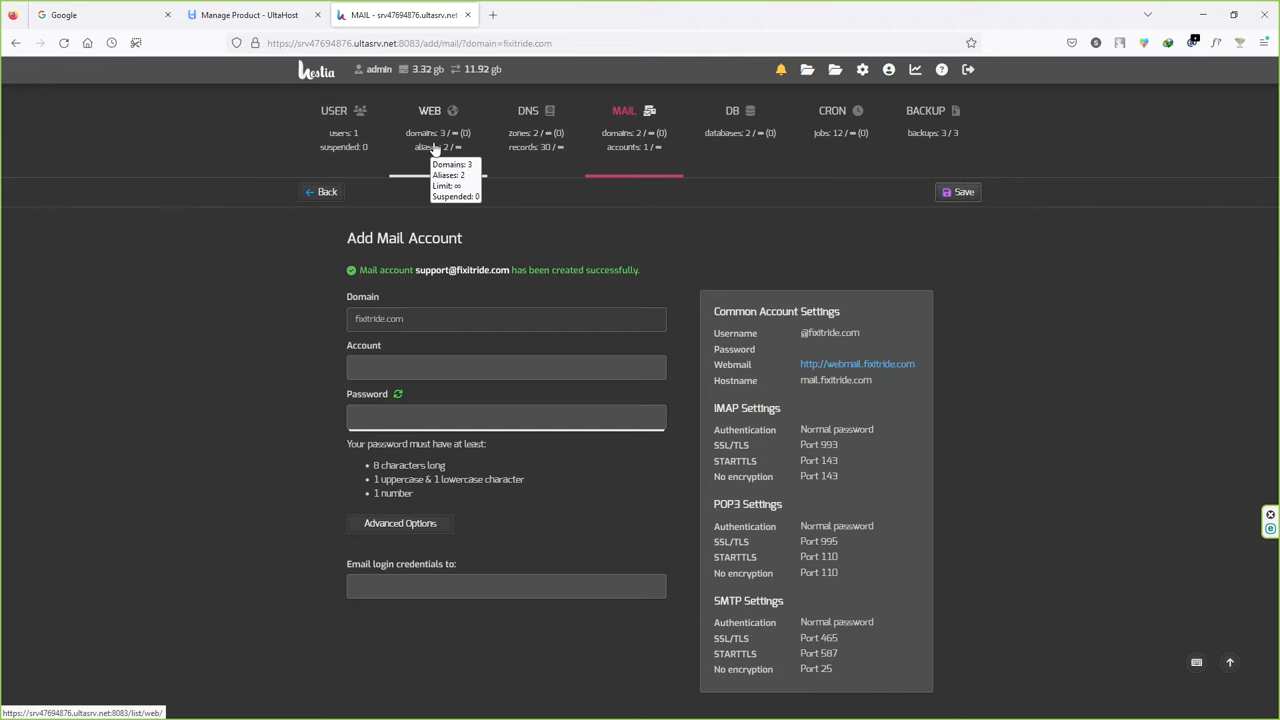 Google
Manage Product - UltaHost
MAIL - srv47694876.ultasrv.net:
https://srv47694876.ultasrv.net:8083/add/mail/?domain=fixitride.com
hestia
admin
3.32 gb
11.92 gb
USER
users: 1
suspended: 0
WEB
domains: 3 / ∞ (0)
aliases: 2 / ∞
DNS
zones: 2 / ∞ (0)
records: 30 / ∞
MAIL
domains: 2 / ∞ (0)
accounts: 1 / ∞
DB
databases: 2 / ∞ (0)
CRON
jobs: 12 / ∞ (0)
BACKUP
backups: 3 / 3
Domains: 3
Aliases: 2
Limit: ∞
Suspended: 0
Back
Save
Add Mail Account
Mail account support@fixitride.com has been created successfully.
Domain
fixitride.com
Account
Password
Your password must have at least:
• 8 characters long
• 1 uppercase & 1 lowercase character
• 1 number
Advanced Options
Email login credentials to:
Common Account Settings
Username @fixitride.com
Password
Webmail http://webmail.fixitride.com
Hostname mail.fixitride.com
IMAP Settings
Authentication Normal password
SSL/TLS Port 993
STARTTLS Port 143
No encryption Port 143
POP3 Settings
Authentication Normal password
SSL/TLS Port 995
STARTTLS Port 110
No encryption Port 110
SMTP Settings
Authentication Normal password
SSL/TLS Port 465
STARTTLS Port 587
No encryption Port 25
https://srv47694876.ultasrv.net:8083/list/web/